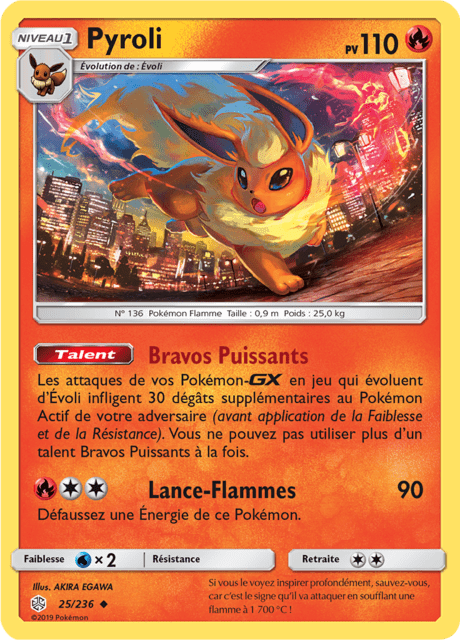 NIVEAU 1
Pyroli
PV 110
Évolution de : Évoli
N° 136 Pokémon Flamme Taille : 0,9 m Poids : 25,0 kg
Talent Bravos Puissants
Les attaques de vos Pokémon-GX en jeu qui évoluent
d'Évoli infligent 30 dégâts supplémentaires au Pokémon
Actif de votre adversaire (avant application de la Faiblesse
et de la Résistance). Vous ne pouvez pas utiliser plus d'un
talent Bravos Puissants à la fois.
Lance-Flammes 90
Défaussez une Énergie de ce Pokémon.
Faiblesse ×2 Résistance Retraite
Illus. AKIRA EGAWA
25/236
©2019 Pokémon
Si vous le voyez inspirer profondément, sauvez-vous,
car c'est le signe qu'il va attaquer en soufflant une
flamme à 1 700 °C !